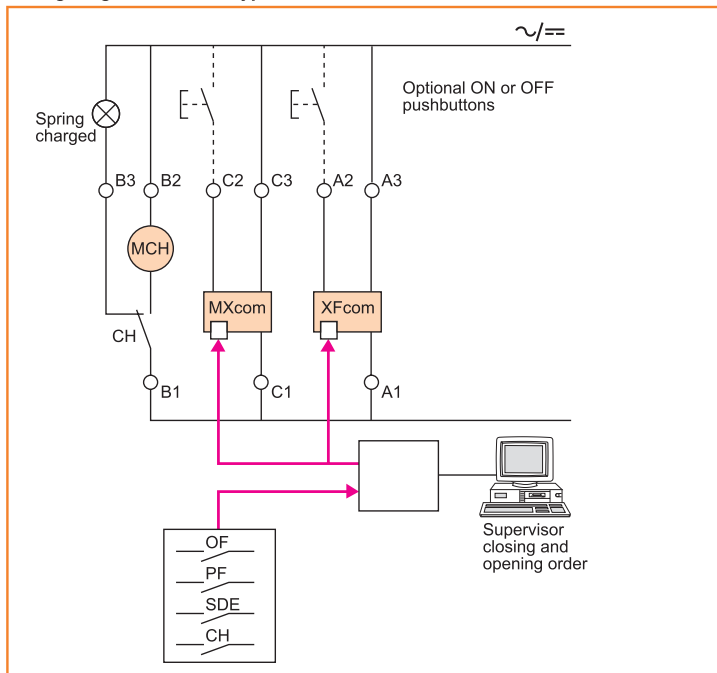 ∼/==
Optional ON or OFF
pushbuttons
Spring
charged
B3
B2
C2
C3
A2
A3
MCH
MXcom
XFcom
CH
B1
C1
A1
OF
PF
SDE
CH
Supervisor
closing and
opening order